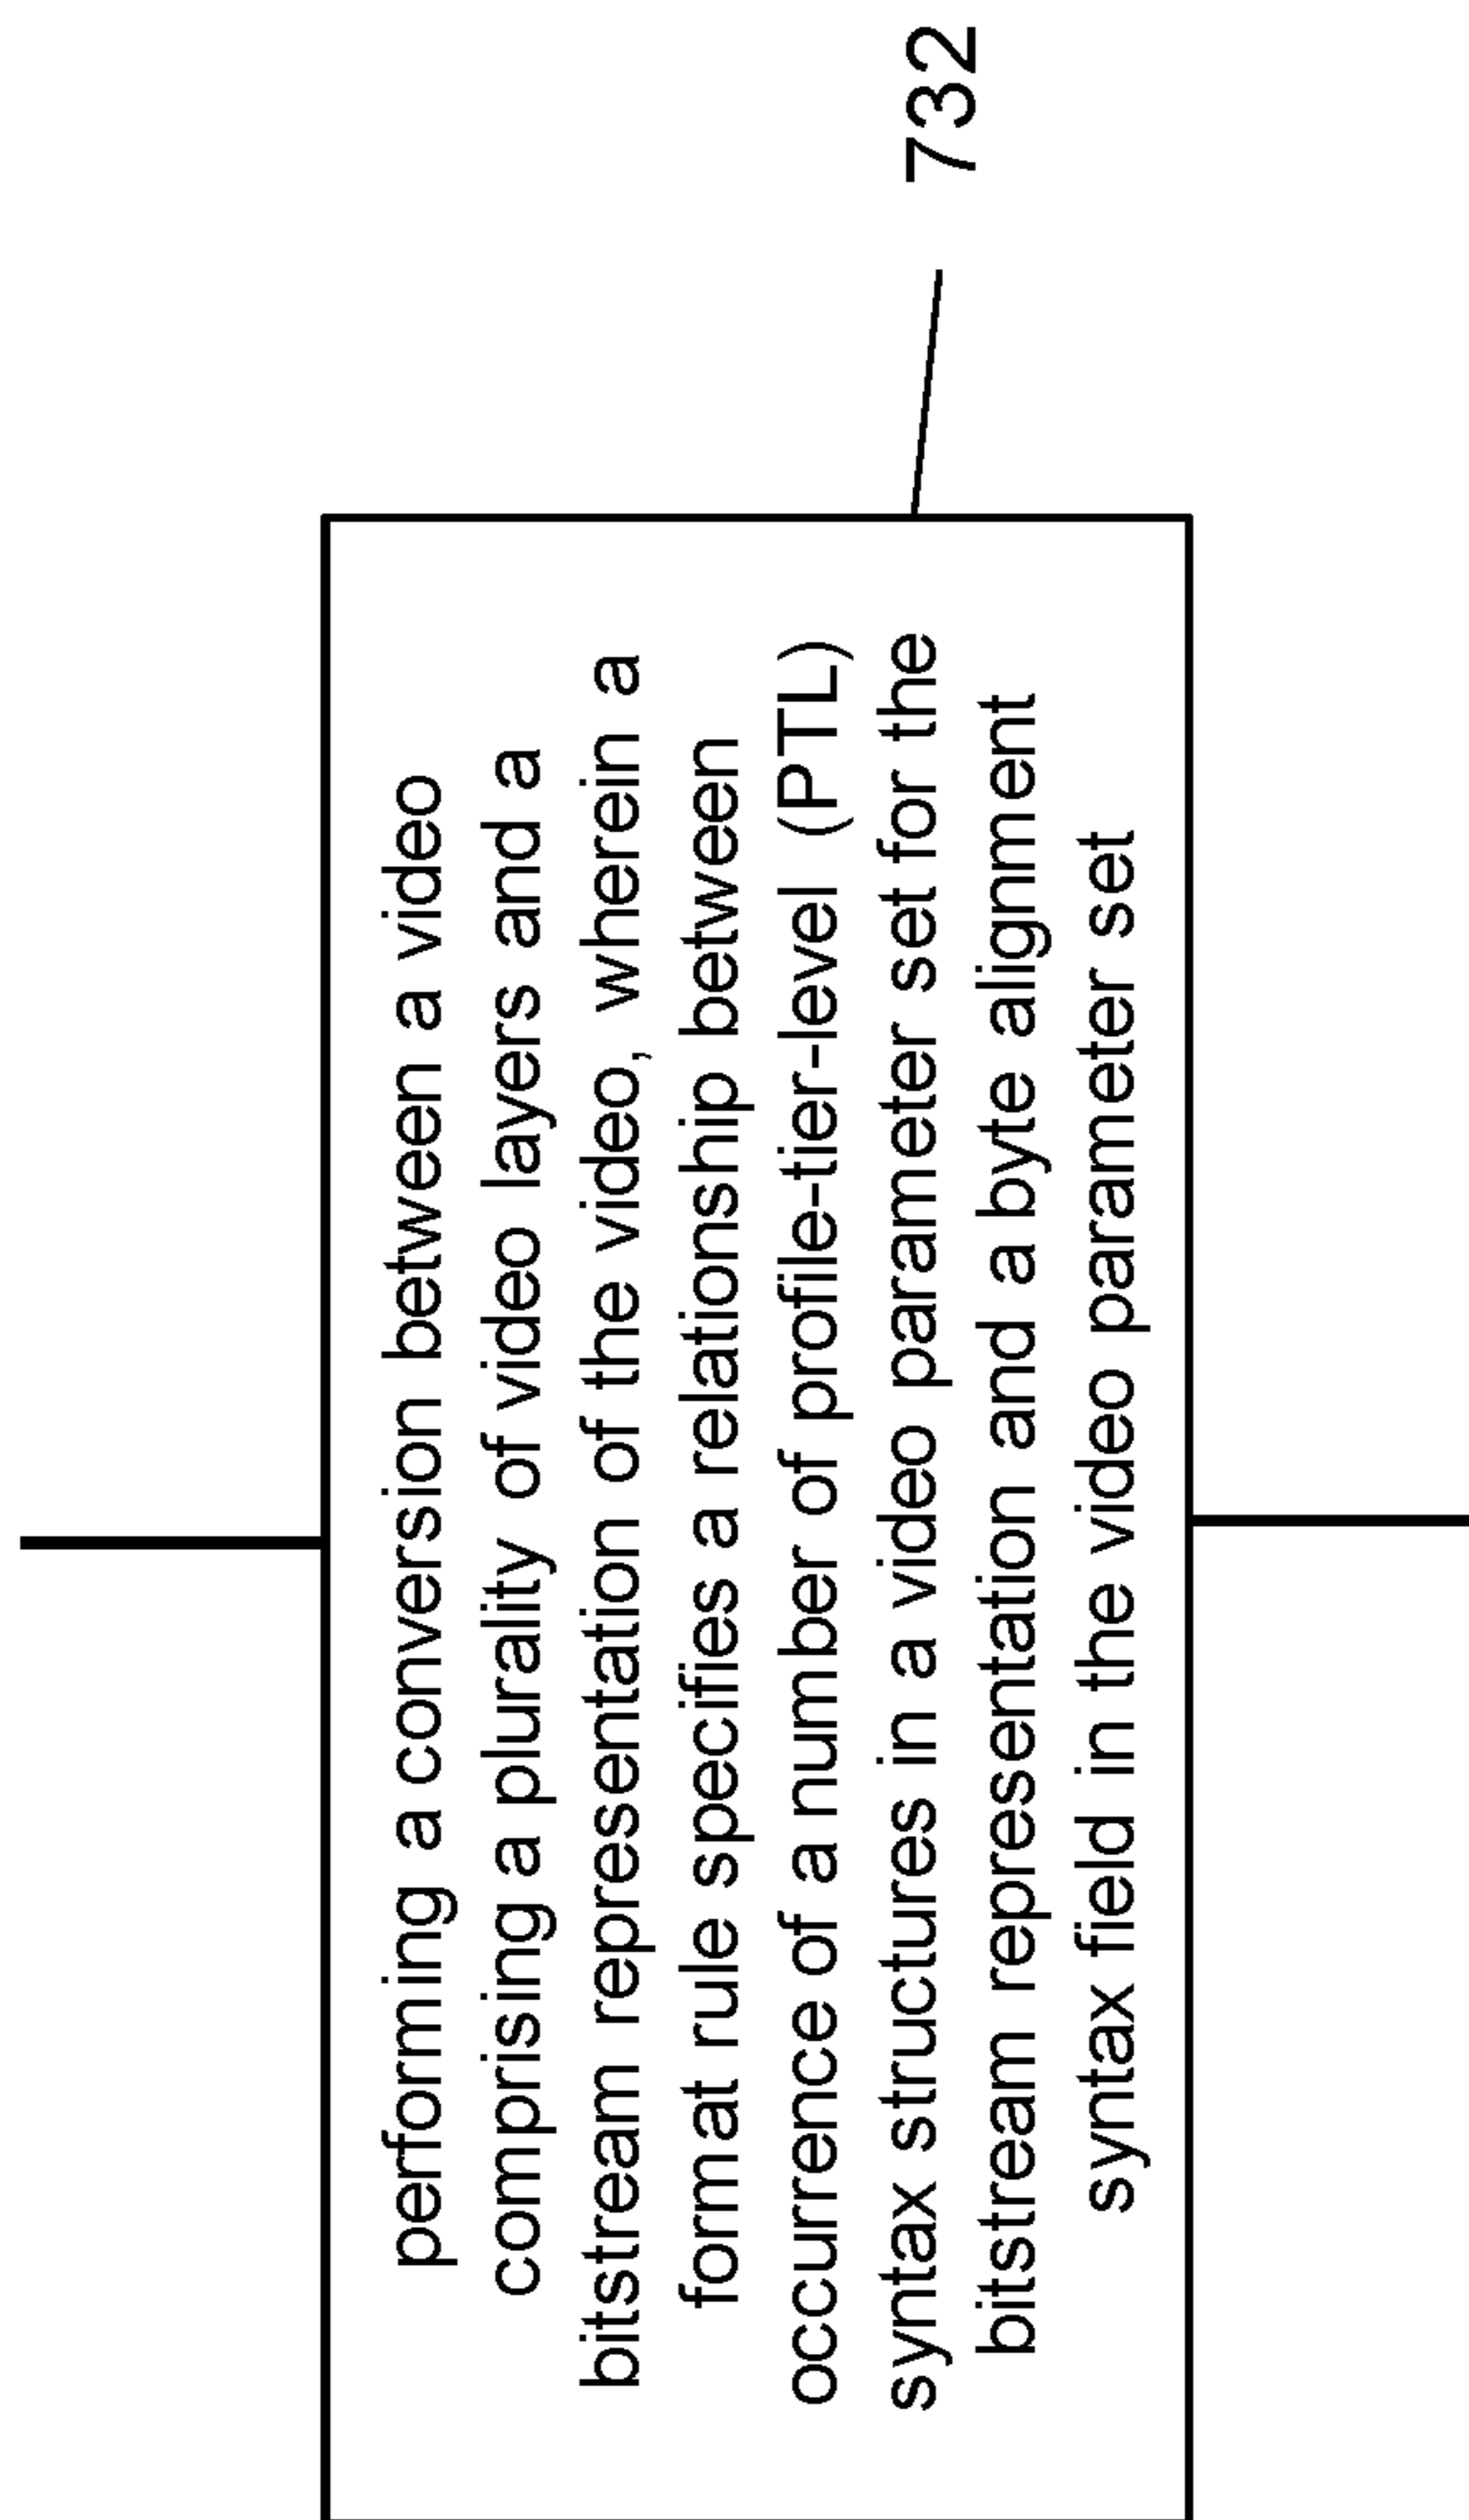 performing a conversion between a video
comprising a plurality of video layers and a
bitstream representation of the video, wherein a
format rule specifies a relationship between
occurrence of a number of profile-tier-level (PTL)
syntax structures in a video parameter set for the
bitstream representation and a byte alignment
syntax field in the video parameter set
732